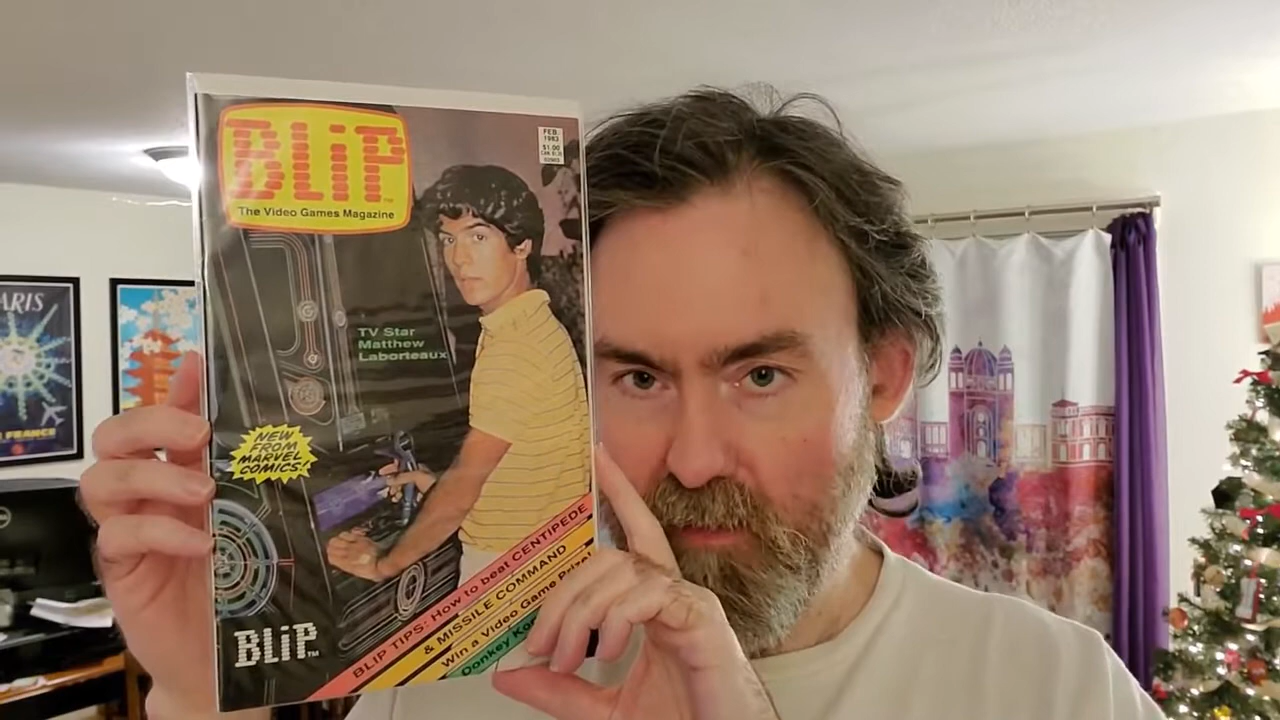 BLiP
The Video Games Magazine
FEB.
1983
$1.00
TV Star
Matthew
Laborteaux
NEW
FROM
MARVEL
COMICS!
BLIP TIPS: How to beat CENTIPEDE
& MISSILE COMMAND
Win a Video Game Prize!
Donkey
BLiP
ARIS
FRANCE